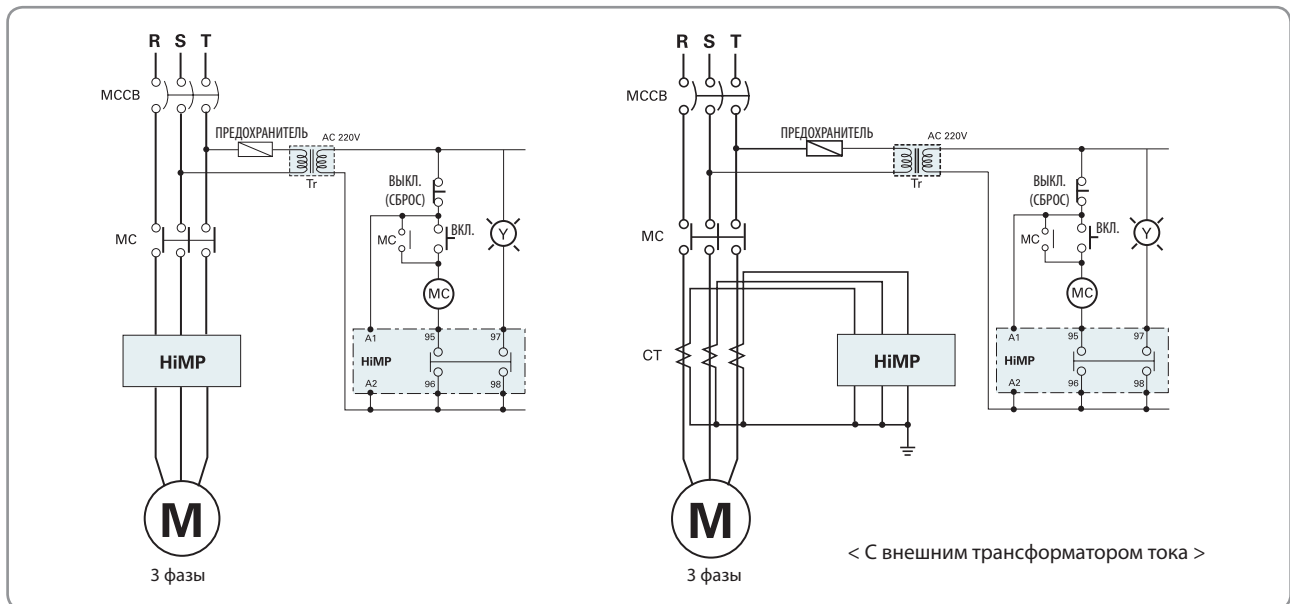 R S T
MCCB
ПРЕДОХРАНИТЕЛЬ
AC 220V
Tr
ВЫКЛ.
(СБРОС)
MC
MC
ВКЛ.
Y
MC
HiMP
A1
95
97
HiMP
A2
96
98
M
3 фазы
R S T
MCCB
ПРЕДОХРАНИТЕЛЬ
AC 220V
Tr
ВЫКЛ.
(СБРОС)
MC
MC
ВКЛ.
Y
MC
CT
HiMP
A1
95
97
HiMP
A2
96
98
M
3 фазы
< С внешним трансформатором тока >